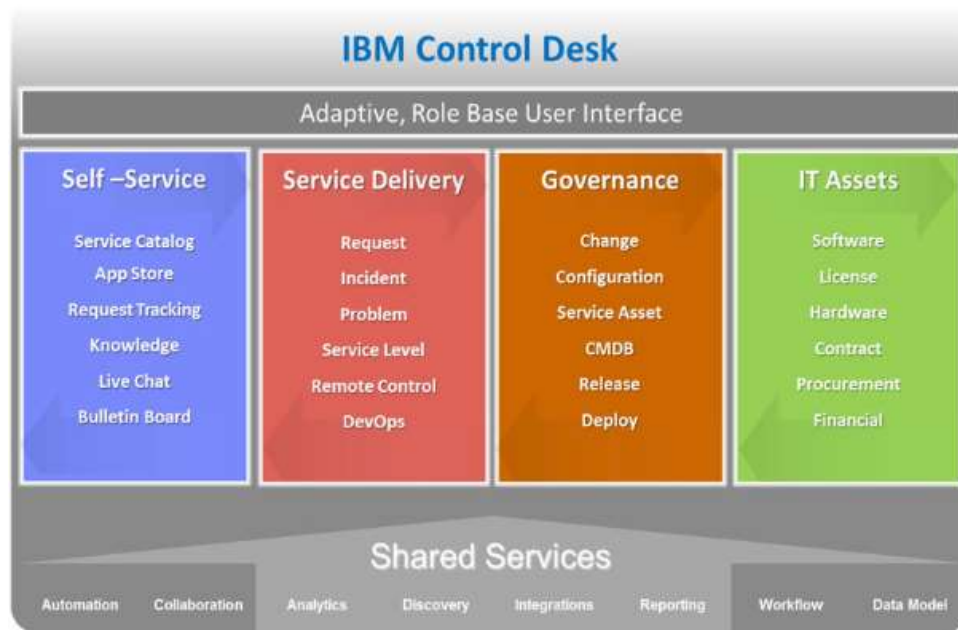 IBM Control Desk
Adaptive, Role Base User Interface
Self –Service
Service Catalog
App Store
Request Tracking
Knowledge
Live Chat
Bulletin Board
Service Delivery
Request
Incident
Problem
Service Level
Remote Control
DevOps
Governance
Change
Configuration
Service Asset
CMDB
Release
Deploy
IT Assets
Software
License
Hardware
Contract
Procurement
Financial
Shared Services
Automation Collaboration Analytics Discovery Integrations Reporting Workflow Data Model